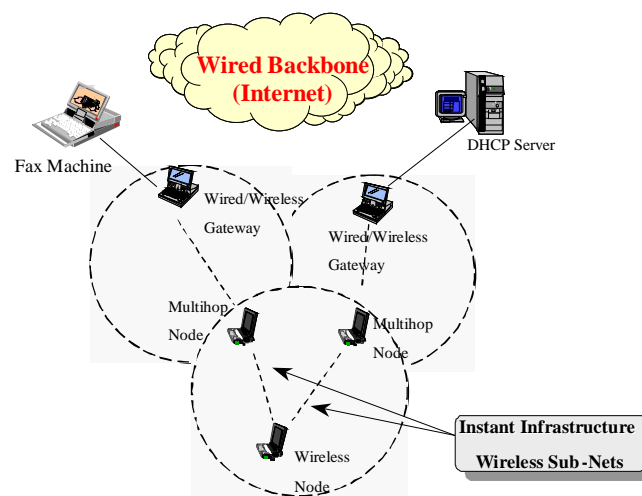 Wired Backbone
(Internet)
DHCP Server
Fax Machine
Wired/Wireless
Gateway
Wired/Wireless
Gateway
Multihop
Node
Multihop
Node
Instant Infrastructure
Wireless Sub-Nets
Wireless
Node